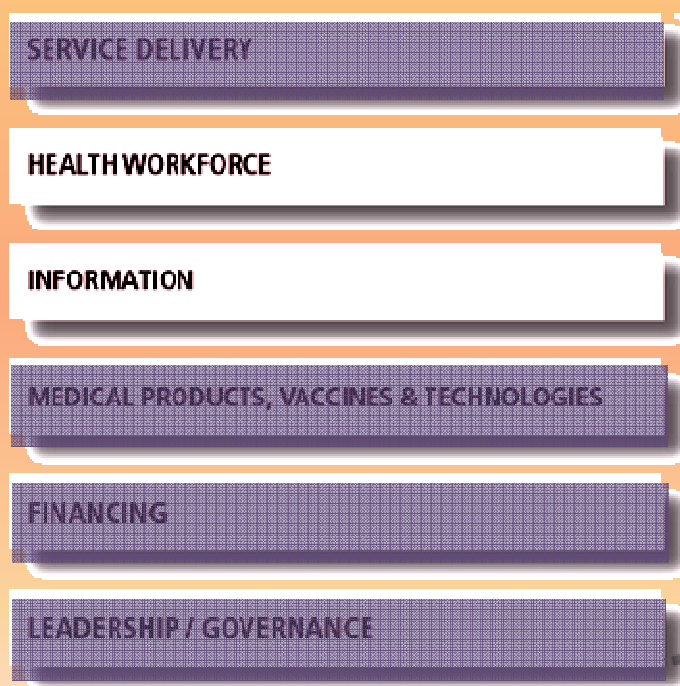 SERVICE DELIVERY
HEALTH WORKFORCE
INFORMATION
MEDICAL PRODUCTS, VACCINES & TECHNOLOGIES
FINANCING
LEADERSHIP / GOVERNANCE